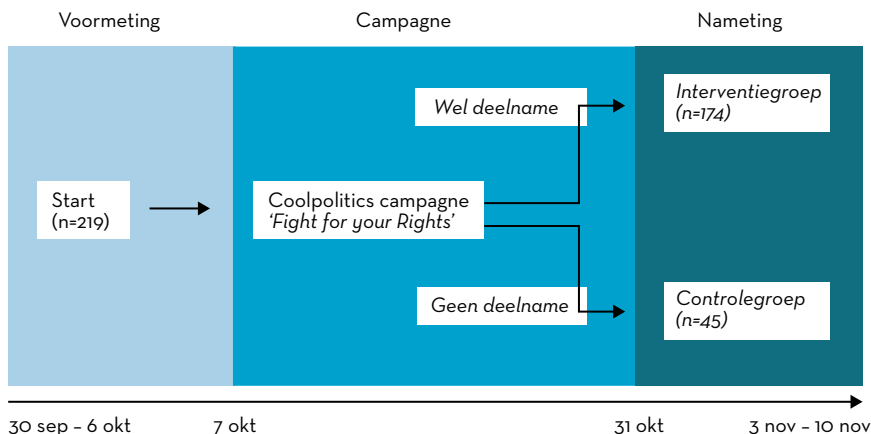 Voormeting
Campagne
Nameting
Wel deelname
Interventiegroep
(n=174)
Start
(n=219)
Coolpolitics campagne
‘Fight for your Rights’
Geen deelname
Controlegroep
(n=45)
30 sep – 6 okt
7 okt
31 okt
3 nov – 10 nov